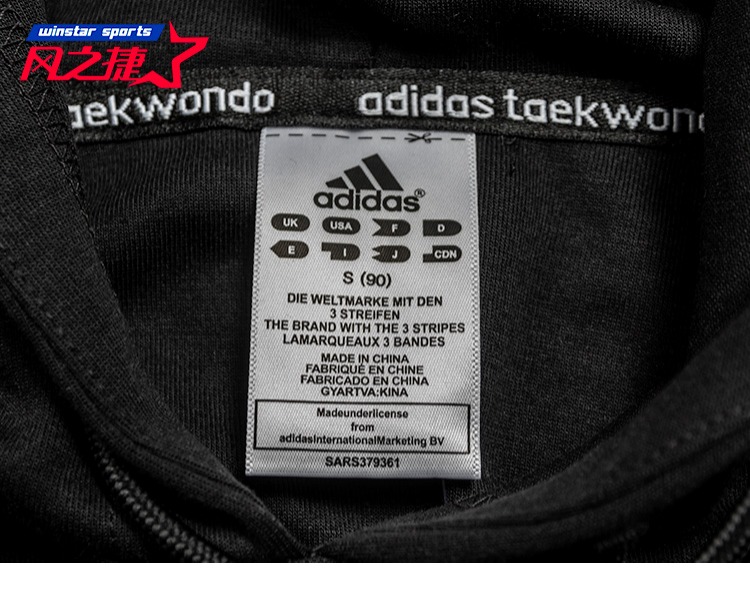 winstar sports
风之捷
taekwondo adidas taekwondo
adidas®
UK USA F D
E I J CDN
S (90)
DIE WELTMARKE MIT DEN
3 STREIFEN
THE BRAND WITH THE 3 STRIPES
LAMARQUEAUX 3 BANDES
MADE IN CHINA
FABRIQUÉ EN CHINE
FABRICADO EN CHINA
GYARTVA:KINA
Madeunderlicense
from
adidasInternationalMarketing BV
SARS379361